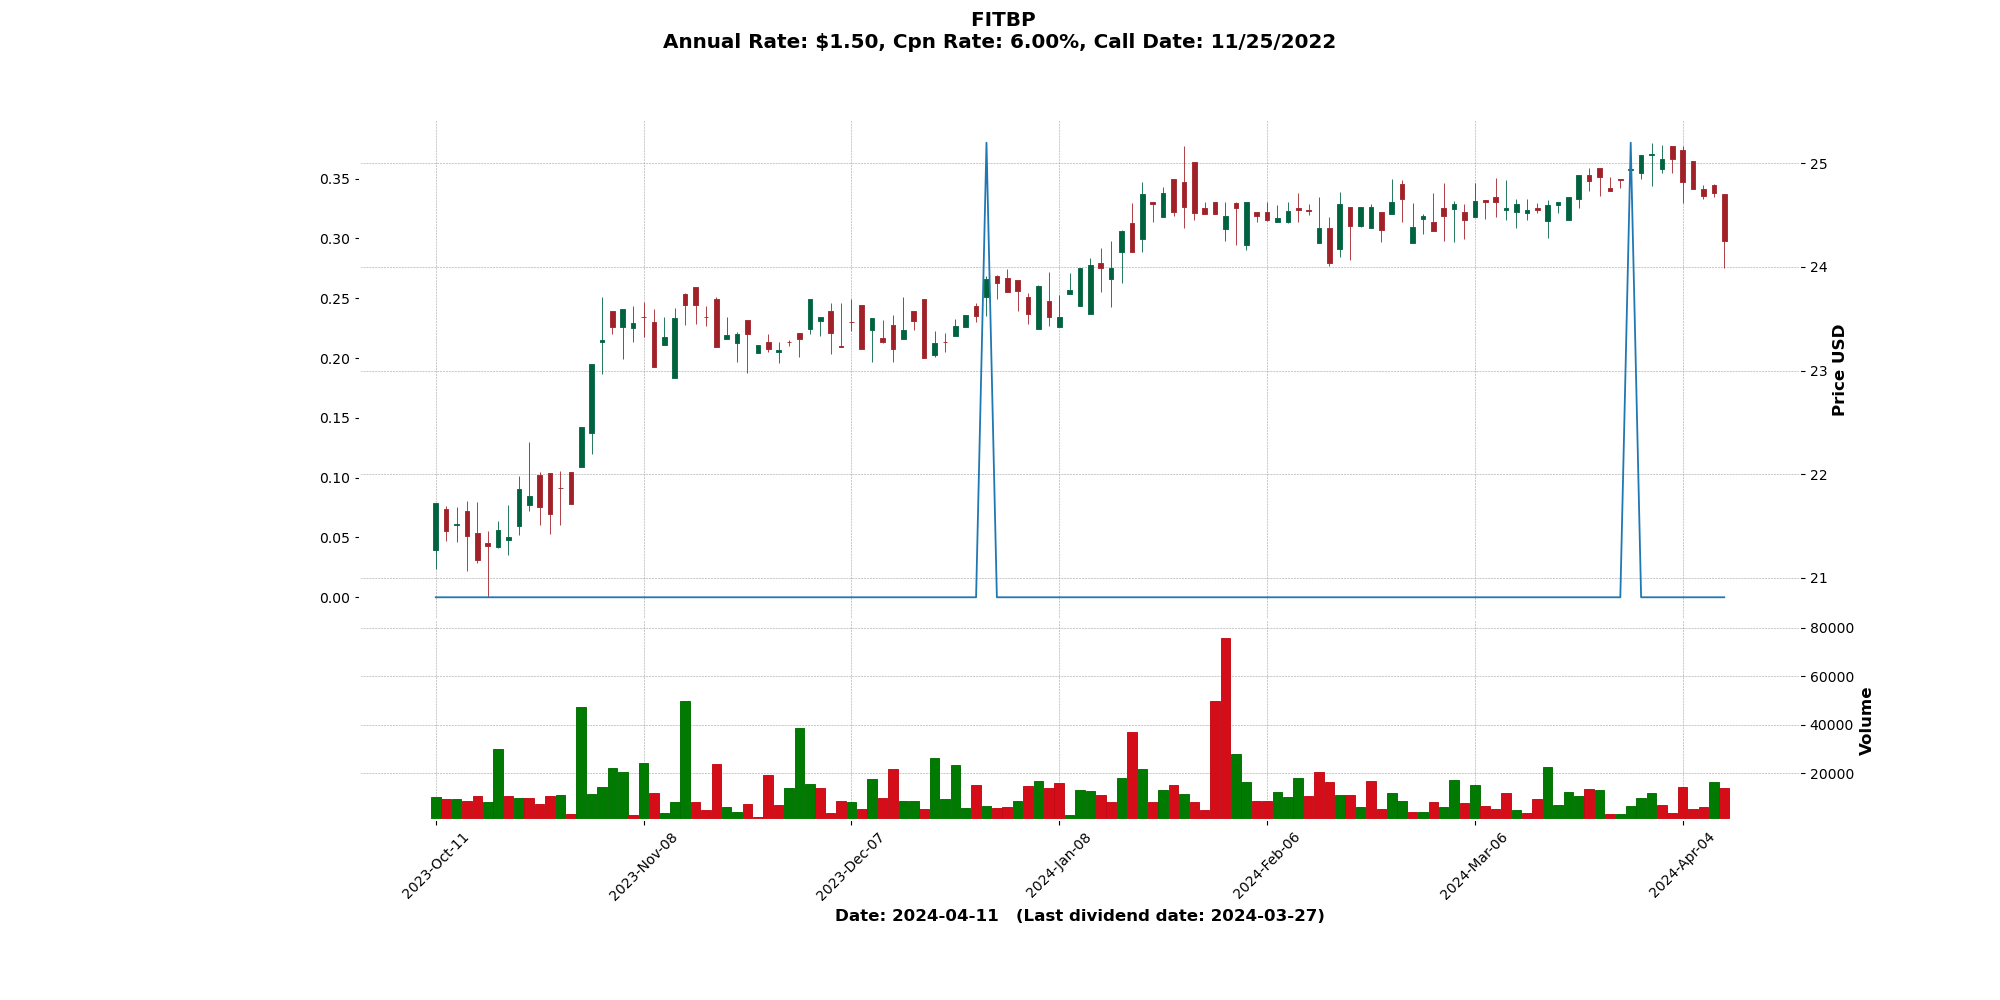 FITBP
Annual Rate: $1.50, Cpn Rate: 6.00%, Call Date: 11/25/2022
0.35
0.30
0.25
0.20
0.15
0.10
0.05
0.00
25
24
23
22
21
Price USD
80000
60000
40000
20000
Volume
2023-Oct-11
2023-Nov-08
2023-Dec-07
2024-Jan-08
2024-Feb-06
2024-Mar-06
2024-Apr-04
Date: 2024-04-11 (Last dividend date: 2024-03-27)